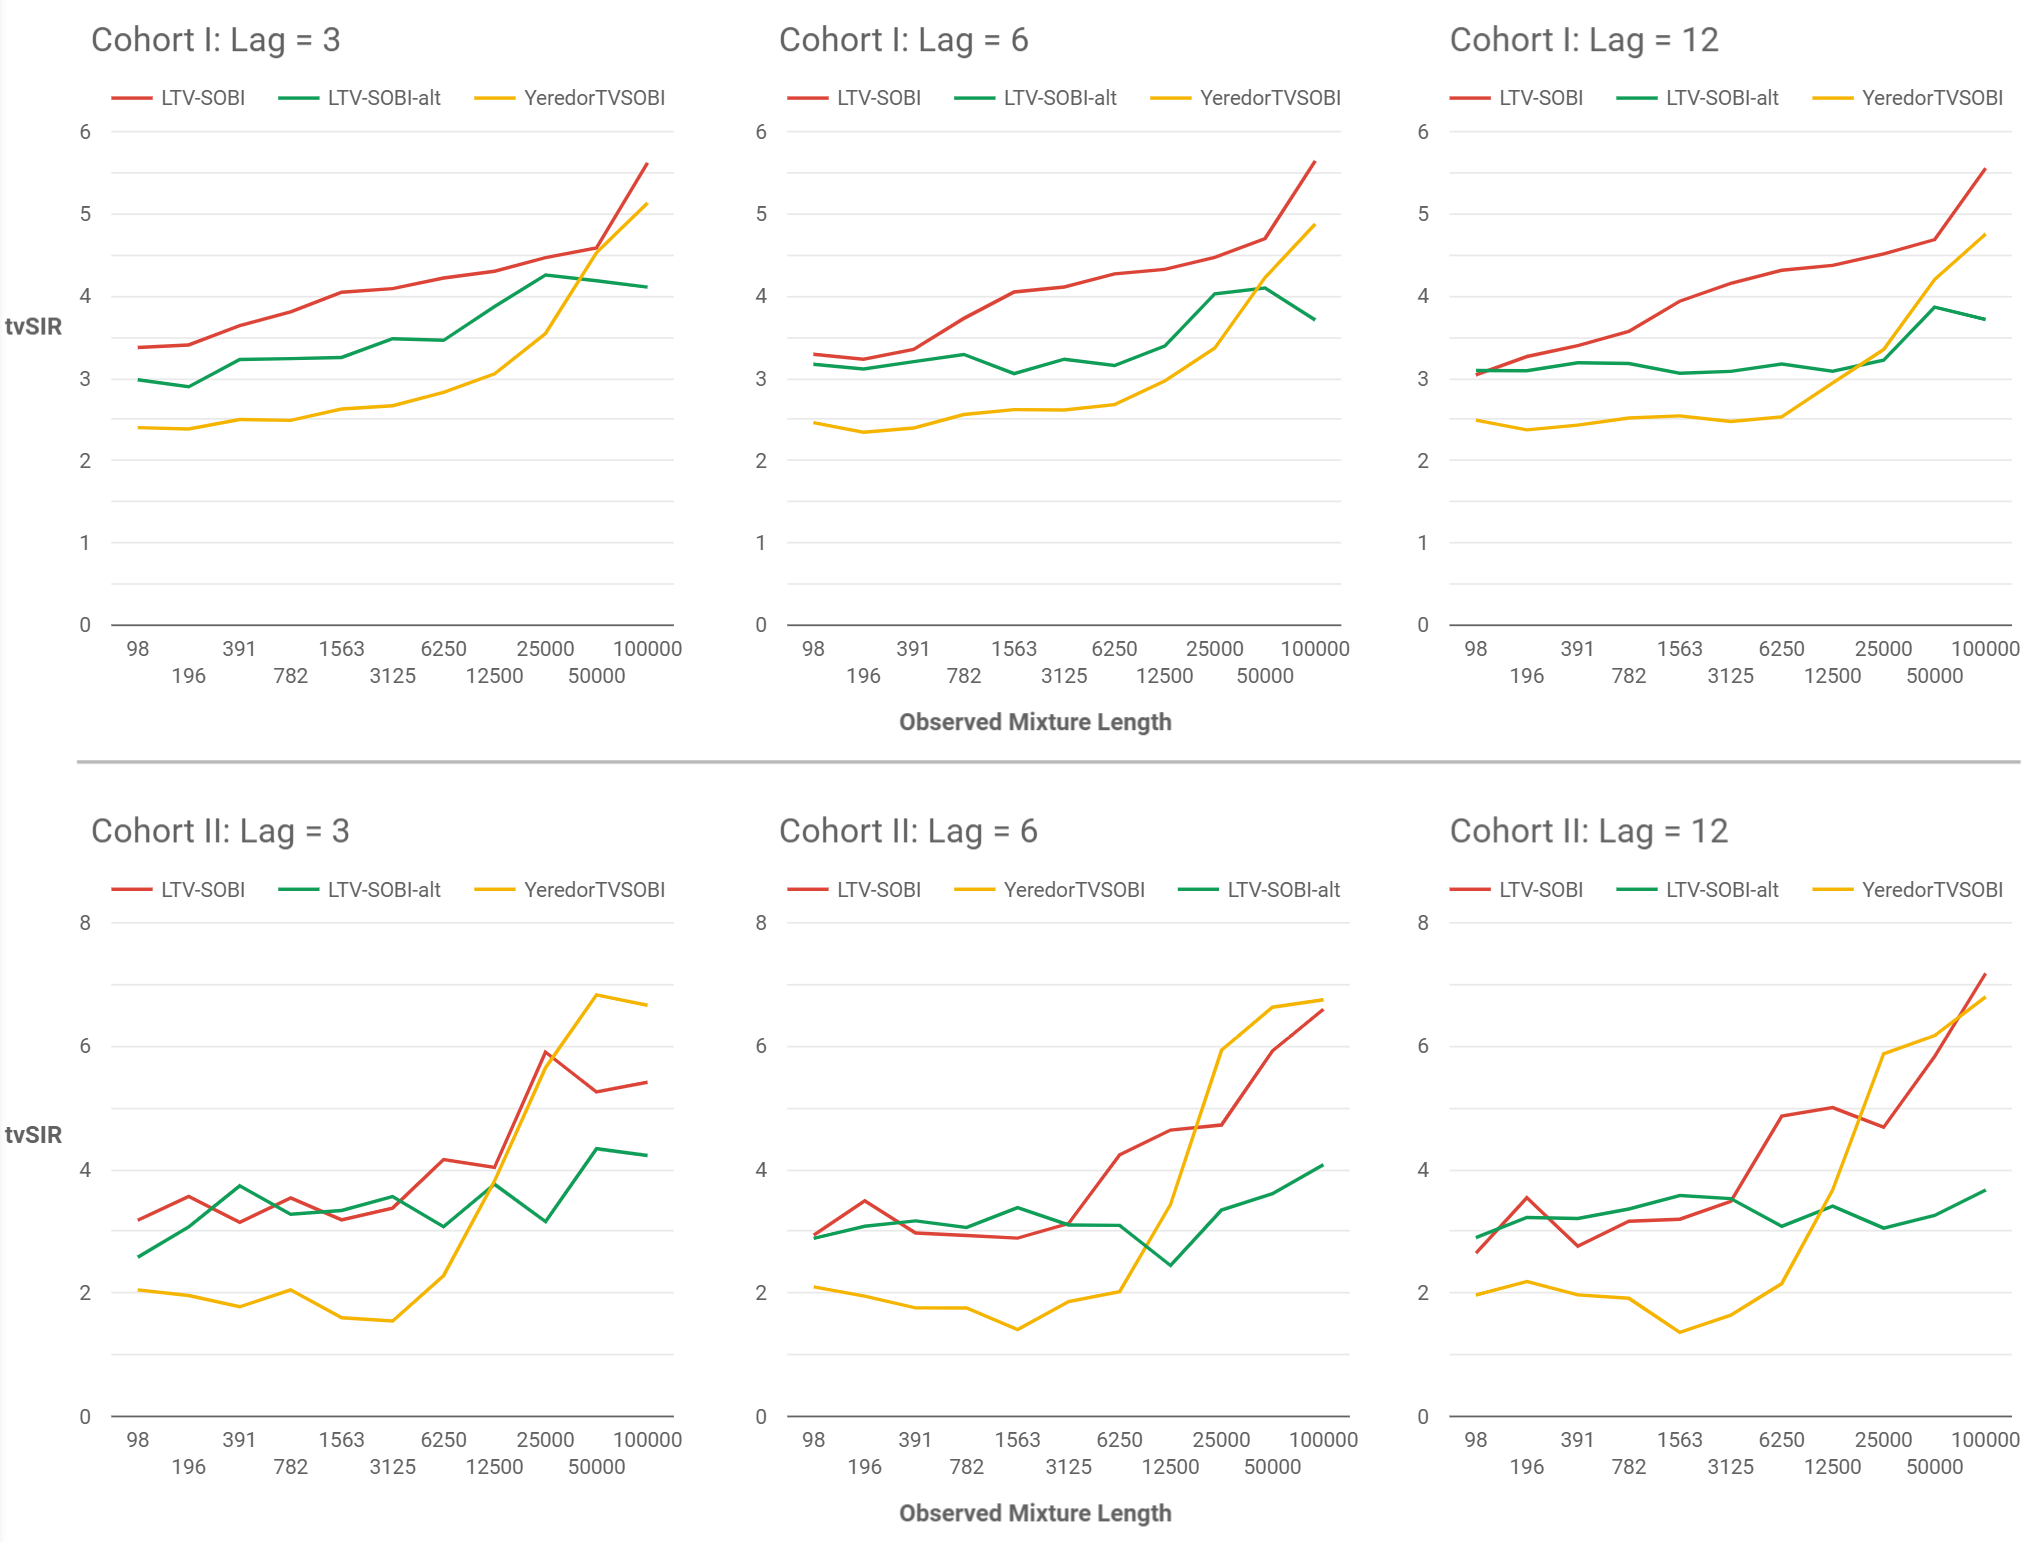 Cohort I: Lag = 3
LTV-SOBI LTV-SOBI-alt YeredorTVSOBI
6
5
4
3
2
1
0
tvSIR
98 391 1563 6250 25000 100000
196 782 3125 12500 50000
Cohort I: Lag = 6
LTV-SOBI LTV-SOBI-alt YeredorTVSOBI
6
5
4
3
2
1
0
98 391 1563 6250 25000 100000
196 782 3125 12500 50000
Cohort I: Lag = 12
LTV-SOBI LTV-SOBI-alt YeredorTVSOBI
6
5
4
3
2
1
0
98 391 1563 6250 25000 100000
196 782 3125 12500 50000
Observed Mixture Length
Cohort II: Lag = 3
LTV-SOBI LTV-SOBI-alt YeredorTVSOBI
8
6
4
2
0
tvSIR
98 391 1563 6250 25000 100000
196 782 3125 12500 50000
Cohort II: Lag = 6
LTV-SOBI YeredorTVSOBI LTV-SOBI-alt
8
6
4
2
0
98 391 1563 6250 25000 100000
196 782 3125 12500 50000
Cohort II: Lag = 12
LTV-SOBI LTV-SOBI-alt YeredorTVSOBI
8
6
4
2
0
98 391 1563 6250 25000 100000
196 782 3125 12500 50000
Observed Mixture Length